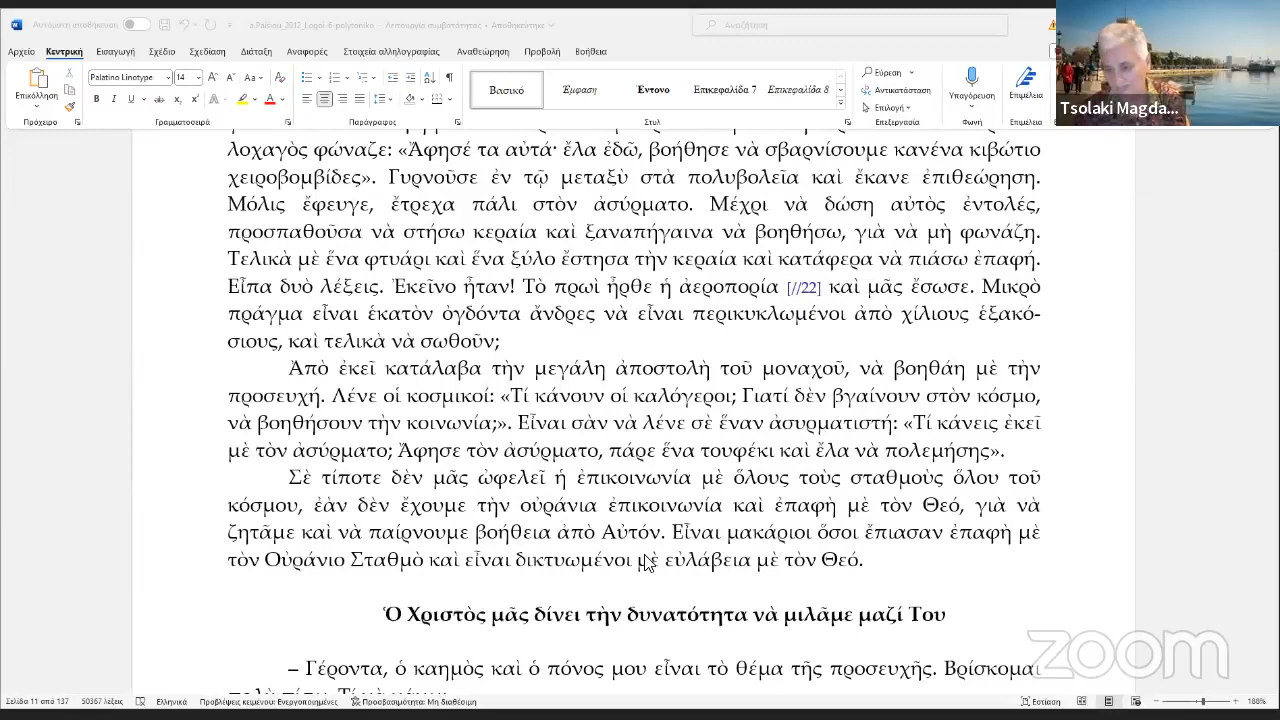 Αυτόματη αποθήκευση
a.Paisiou_2012_Logoi-6-polytoniko
Λειτουργία συμβατότητας • Αποθηκευτηκε
Αναζήτηση
Αρχείο Κεντρική Εισαγωγή Σχέδιο Σχεδίαση Διάταξη Αναφορές Στοιχεία αλληλογραφίας Αναθεώρηση Προβολή Βοήθεια
Επικόλληση
Palatino Linotype 14
Βασικό Έμφαση Έντονο Επικεφαλίδα 7 Επικεφαλίδα 8
Εύρεση
Αντικατάσταση
Επιλογή
Υπαγόρευση
Επιμέλεια
Πρόχειρο Γραμματοσειράς Παράγραφος Στυλ Επεξεργασία Φωνή Επιμέλεια
Tsolaki Magda...
λοχαγὸς φώναζε: «Ἄφησέ τα αὐτά· ἔλα ἐδῶ, βοήθησε νὰ σβαρνίσουμε κανένα κιβώτιο
χειροβομβίδες». Γυρνοῦσε ἐν τῷ μεταξὺ στὰ πολυβολεῖα καὶ ἔκανε ἐπιθεώρηση.
Μόλις ἔφευγε, ἔτρεχα πάλι στὸν ἀσύρματο. Μέχρι νὰ δώση αὐτὸς ἐντολές,
προσπαθοῦσα νὰ στήσω κεραία καὶ ξαναπήγαινα νὰ βοηθήσω, γιὰ νὰ μὴ φωνάζη.
Τελικὰ μὲ ἕνα φτυάρι καὶ ἕνα ξύλο ἔστησα τὴν κεραία καὶ κατάφερα νὰ πιάσω ἐπαφή.
Εἶπα δυὸ λέξεις. Ἐκεῖνο ἦταν! Τὸ πρωὶ ἦρθε ἡ ἀεροπορία [//22] καὶ μᾶς ἔσωσε. Μικρὸ
πράγμα εἶναι ἑκατὸν ὀγδόντα ἄνδρες νὰ εἶναι περικυκλωμένοι ἀπὸ χίλιους ἑξακό-
σιους, καὶ τελικὰ νὰ σωθοῦν;
Ἀπὸ ἐκεῖ κατάλαβα τὴν μεγάλη ἀποστολὴ τοῦ μοναχοῦ, νὰ βοηθάη μὲ τὴν
προσευχή. Λένε οἱ κοσμικοί: «Τί κάνουν οἱ καλόγεροι; Γιατί δὲν βγαίνουν στὸν κόσμο,
νὰ βοηθήσουν τὴν κοινωνία;». Εἶναι σὰν νὰ λένε σὲ ἕναν ἀσυρματιστή: «Τί κάνεις ἐκεῖ
μὲ τὸν ἀσύρματο; Ἄφησε τὸν ἀσύρματο, πάρε ἕνα τουφέκι καὶ ἔλα νὰ πολεμήσης».
Σὲ τίποτε δὲν μᾶς ὠφελεῖ ἡ ἐπικοινωνία μὲ ὅλους τοὺς σταθμοὺς ὅλου τοῦ
κόσμου, ἐὰν δὲν ἔχουμε τὴν οὐράνια ἐπικοινωνία καὶ ἐπαφὴ μὲ τὸν Θεό, γιὰ νὰ
ζητᾶμε καὶ νὰ παίρνουμε βοήθεια ἀπὸ Αὐτόν. Εἶναι μακάριοι ὅσοι ἔπιασαν ἐπαφὴ μὲ
τὸν Οὐράνιο Σταθμὸ καὶ εἶναι δικτυωμένοι μὲ εὐλάβεια μὲ τὸν Θεό.
Ὁ Χριστὸς μᾶς δίνει τὴν δυνατότητα νὰ μιλᾶμε μαζί Του
– Γέροντα, ὁ καημὸς καὶ ὁ πόνος μου εἶναι τὸ θέμα τῆς προσευχῆς. Βρίσκομαι
zoom
Σελίδα 11 από 137 50367 λέξεις Ελληνικά Προβλέψεις κειμένου: Ενεργοποιημένες Προσβασιμότητα: Μη διαθέσιμη Εστίαση 188%